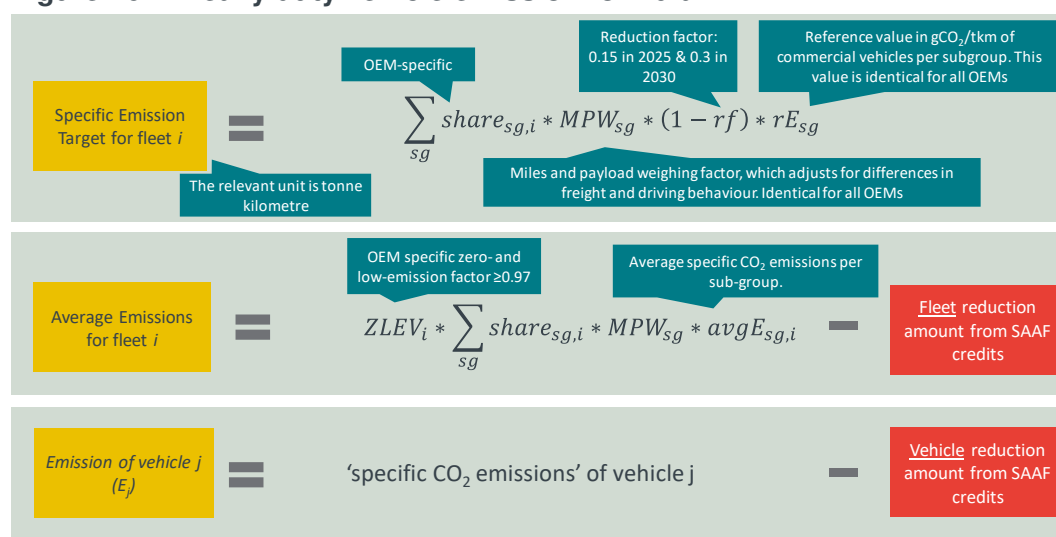 Reduction factor:
0.15 in 2025 & 0.3 in
2030
Reference value in gCO₂/tkm of
commercial vehicles per subgroup. This
value is identical for all OEMs
OEM-specific
Specific Emission
Target for fleet i
=
∑ share_sg,i * MPW_sg * (1 − rf) * rE_sg
sg
The relevant unit is tonne
kilometre
Miles and payload weighing factor, which adjusts for differences in
freight and driving behaviour. Identical for all OEMs
OEM specific zero- and
low-emission factor ≥0.97
Average specific CO₂ emissions per
sub-group.
Average Emissions
for fleet i
=
ZLEV_i * ∑ share_sg,i * MPW_sg * avgE_sg,i
sg
−
Fleet reduction
amount from SAAF
credits
Emission of vehicle j
(E_j)
=
‘specific CO₂ emissions’ of vehicle j
−
Vehicle reduction
amount from SAAF
credits